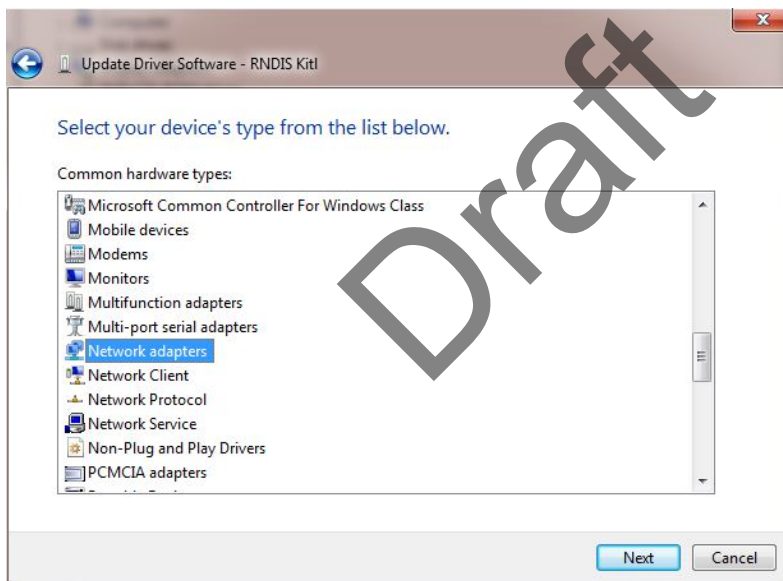 Update Driver Software - RNDIS Kitl
Select your device's type from the list below.
Common hardware types:
Microsoft Common Controller For Windows Class
Mobile devices
Modems
Monitors
Multifunction adapters
Multi-port serial adapters
Network adapters
Network Client
Network Protocol
Network Service
Non-Plug and Play Drivers
PCMCIA adapters
Next
Cancel
Draft